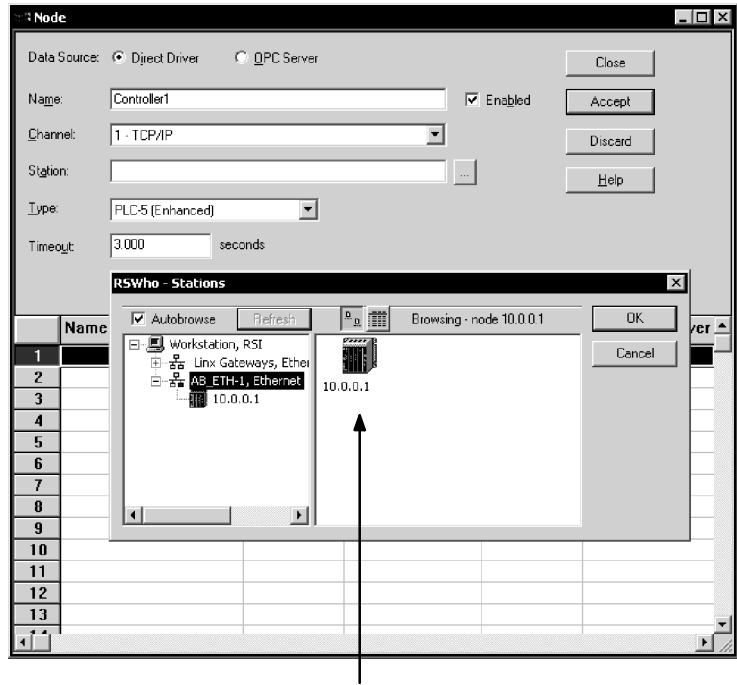 Node
Data Source: Direct Driver OPC Server Close
Name: Controller1 Enabled Accept
Channel: 1 - TCP/IP Discard
Station: ... Help
Type: PLC-5 (Enhanced)
Timeout: 3.000 seconds
RSWho - Stations
Autobrowse Refresh Browsing - node 10.0.0.1 OK
Cancel
Workstation, RSI
Linx Gateways, Ether
AB_ETH-1, Ethernet
10.0.0.1
10.0.0.1
Name ver
1
2
3
4
5
6
7
8
9
10
11
12
13